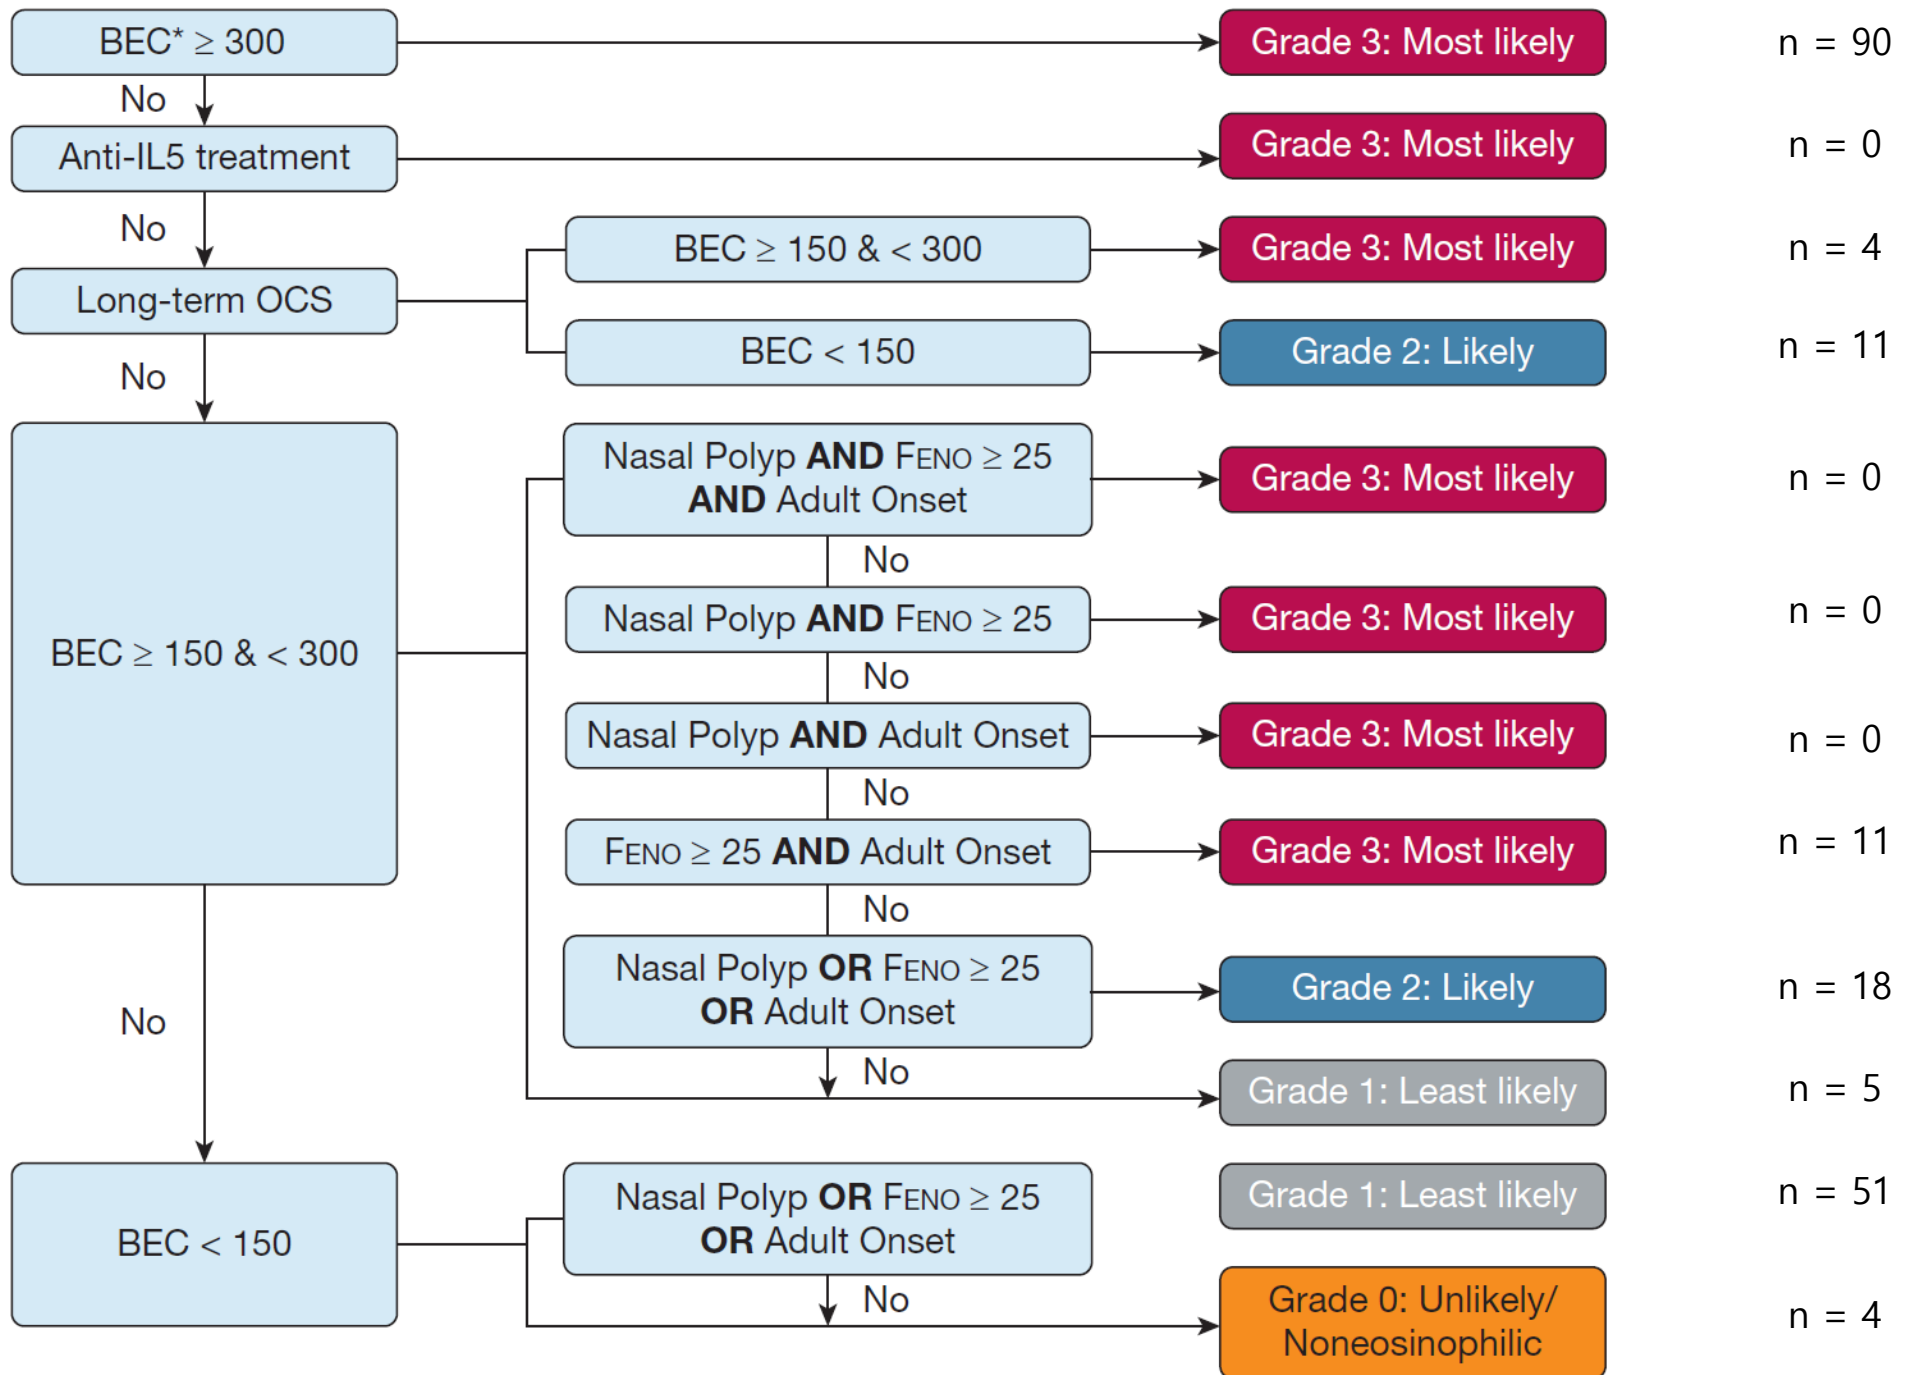 BEC* ≥ 300
Grade 3: Most likely
n = 90
No
Anti-IL5 treatment
Grade 3: Most likely
n = 0
No
BEC ≥ 150 & < 300
Grade 3: Most likely
n = 4
Long-term OCS
BEC < 150
Grade 2: Likely
n = 11
No
Nasal Polyp AND FENO ≥ 25
AND Adult Onset
Grade 3: Most likely
n = 0
No
Nasal Polyp AND FENO ≥ 25
Grade 3: Most likely
n = 0
BEC ≥ 150 & < 300
No
Nasal Polyp AND Adult Onset
Grade 3: Most likely
n = 0
No
FENO ≥ 25 AND Adult Onset
Grade 3: Most likely
n = 11
No
Nasal Polyp OR FENO ≥ 25
OR Adult Onset
Grade 2: Likely
n = 18
No
No
Grade 1: Least likely
n = 5
Nasal Polyp OR FENO ≥ 25
OR Adult Onset
Grade 1: Least likely
n = 51
BEC < 150
No
Grade 0: Unlikely/
Noneosinophilic
n = 4